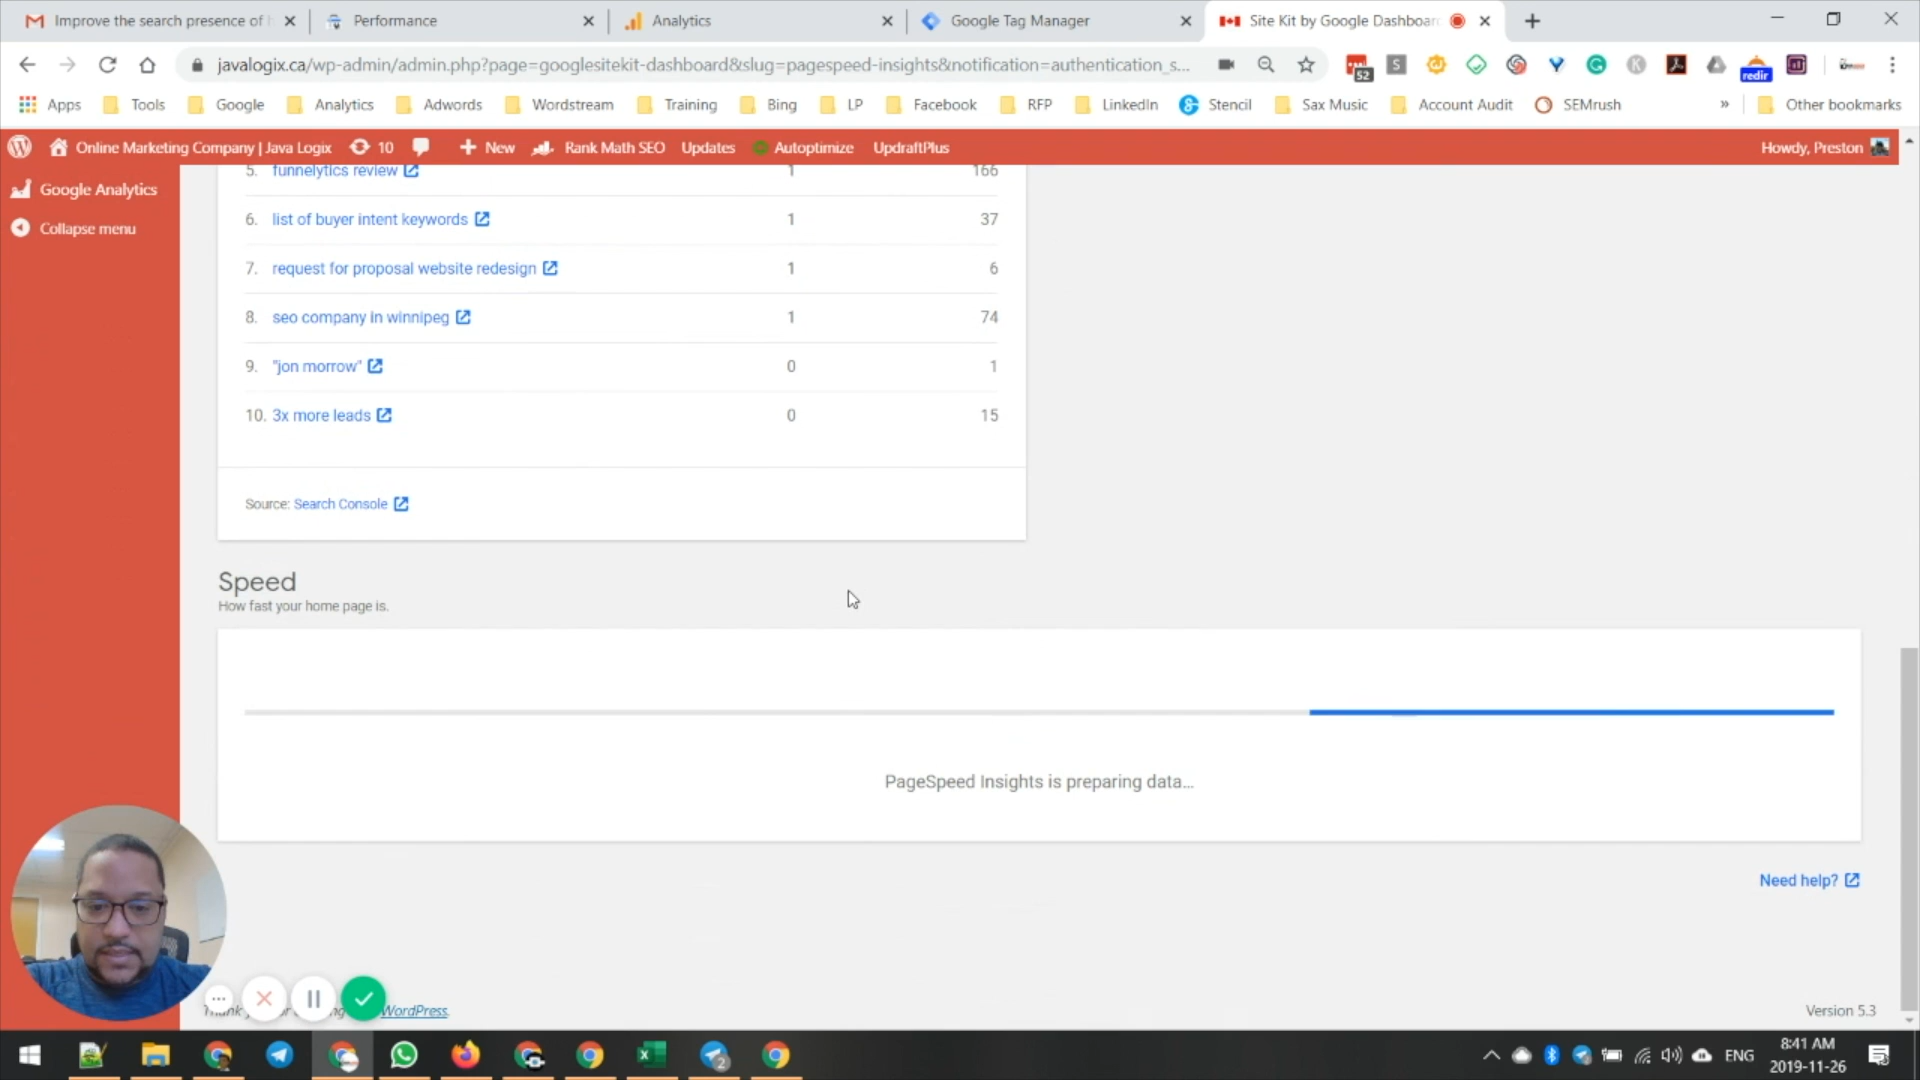 Improve the search presence of
Performance
Analytics
Google Tag Manager
Site Kit by Google Dashboar
javalogix.ca/wp-admin/admin.php?page=googlesitekit-dashboard&slug=pagespeed-insights&notification=authentication_s...
52
S
redir
Apps
Tools
Google
Analytics
Adwords
Wordstream
Training
Bing
LP
Facebook
RFP
LinkedIn
Stencil
Sax Music
Account Audit
SEMrush
»
Other bookmarks
Online Marketing Company | Java Logix
10
New
Rank Math SEO
Updates
Autoptimize
UpdraftPlus
Howdy, Preston
Google Analytics
Collapse menu
5. funnelytics review 1 166
6. list of buyer intent keywords 1 37
7. request for proposal website redesign 1 6
8. seo company in winnipeg 1 74
9. "jon morrow" 0 1
10. 3x more leads 0 15
Source: Search Console
Speed
How fast your home page is.
PageSpeed Insights is preparing data...
Need help?
WordPress.
Version 5.3
2
ENG
8:41 AM
2019-11-26